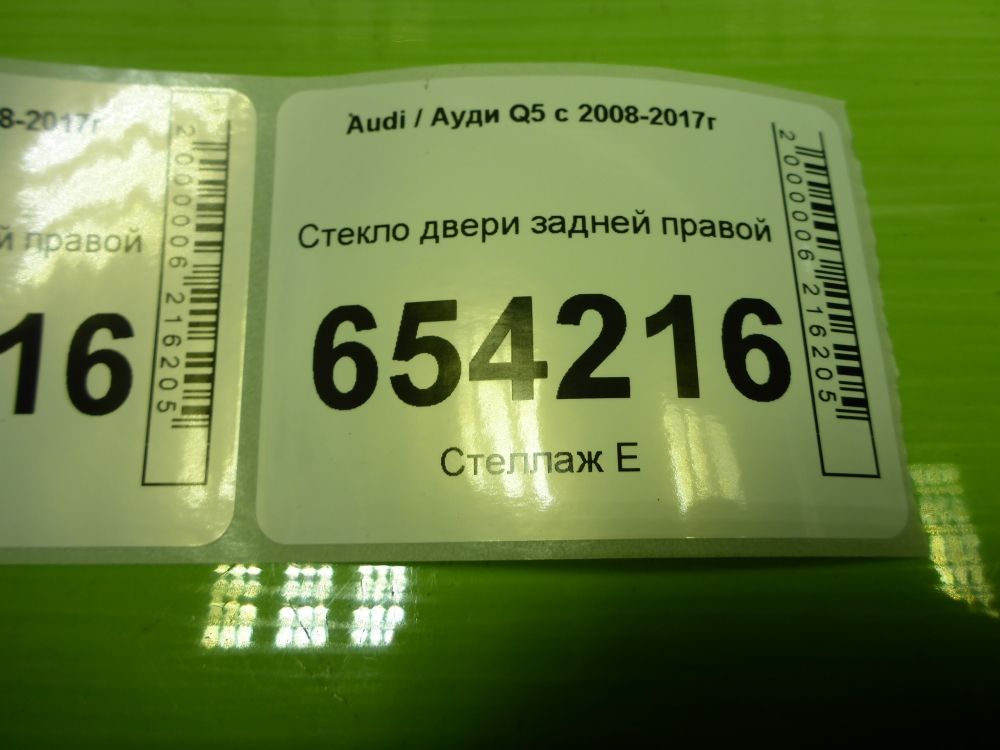 8-2017г
й правой
16
2000006216205
Audi / Ауди Q5 с 2008-2017г
Стекло двери задней правой
654216
Стеллаж Е
2000006216205